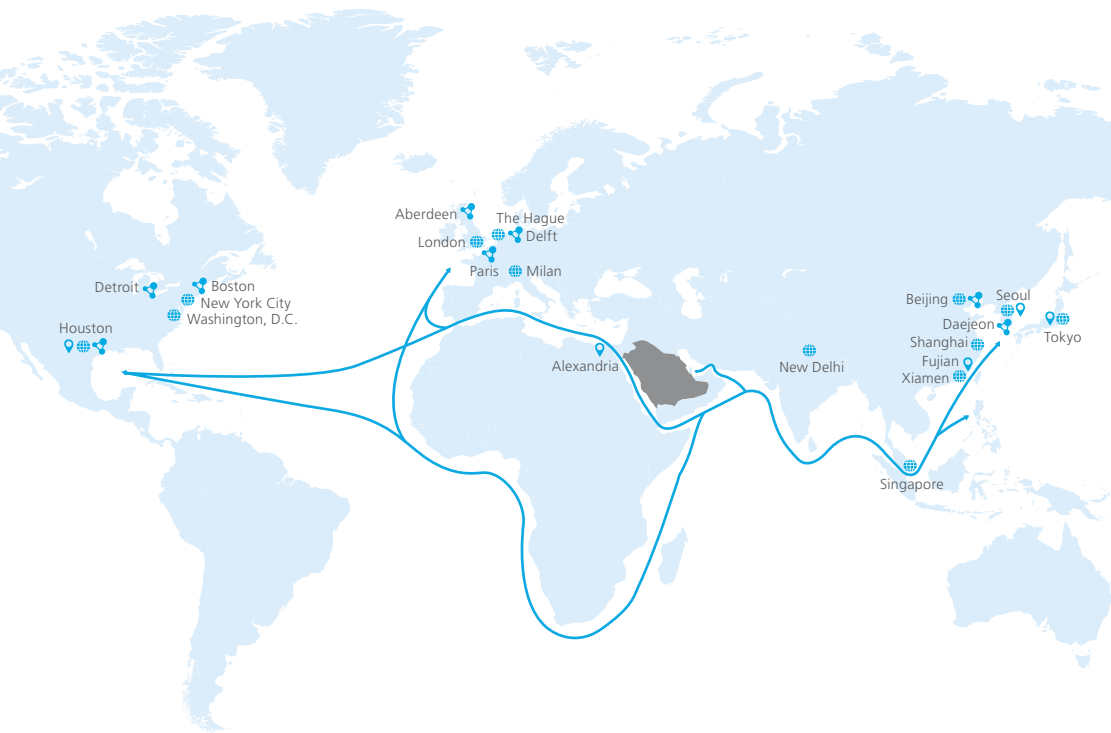 Aberdeen
The Hague
London
Delft
Paris
Milan
Detroit
Boston
New York City
Washington, D.C.
Houston
Alexandria
New Delhi
Beijing
Seoul
Daejeon
Tokyo
Shanghai
Fujian
Xiamen
Singapore